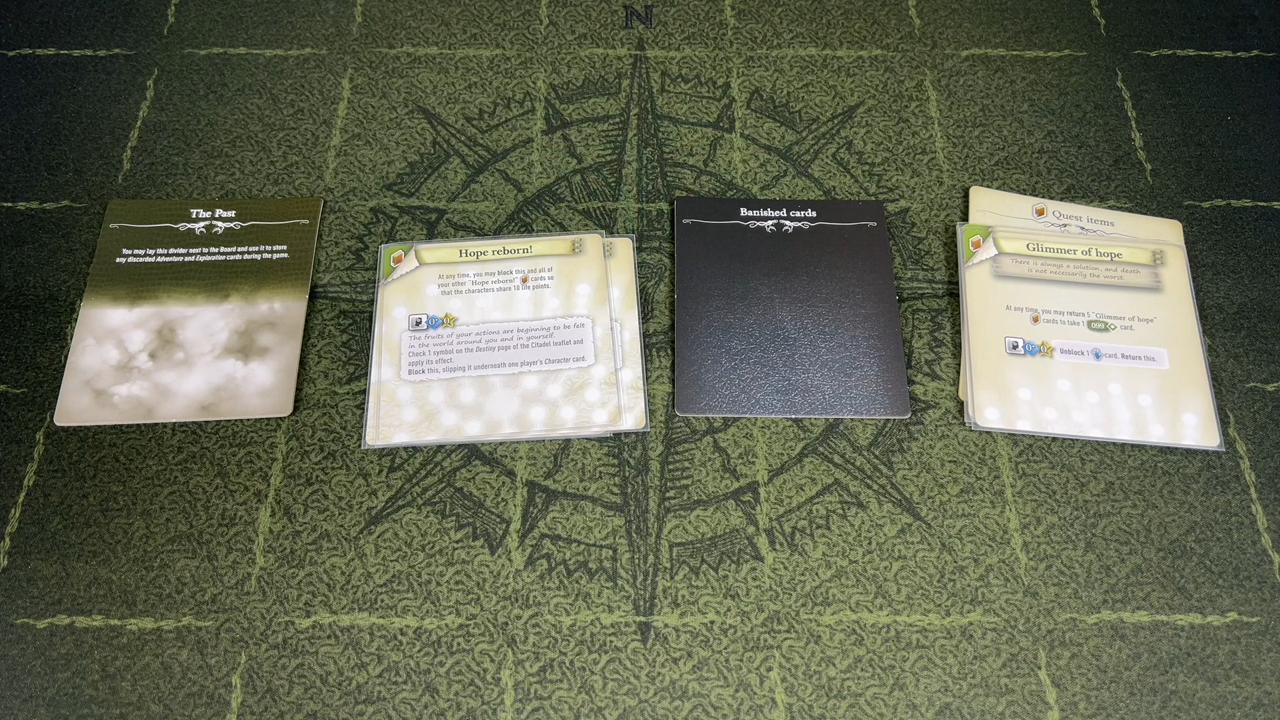 N
The Past
You may lay this divider next to the Board and use it to store
any discarded Adventure and Exploration cards during the game.
Hope reborn!
At any time, you may block this and all of
your other "Hope reborn!" cards so
that the characters share 10 life points.
The fruits of your actions are beginning to be felt
in the world around you and in yourself.
Check 1 symbol on the Destiny page of the Citadel leaflet and
apply its effect.
Block this, slipping it underneath one player's Character card.
Banished cards
Quest items
Glimmer of hope
There is always a solution, and death
is not necessarily the worst.
At any time, you may return 5 "Glimmer of hope"
cards to take 1 099 card.
Unblock 1 card. Return this.